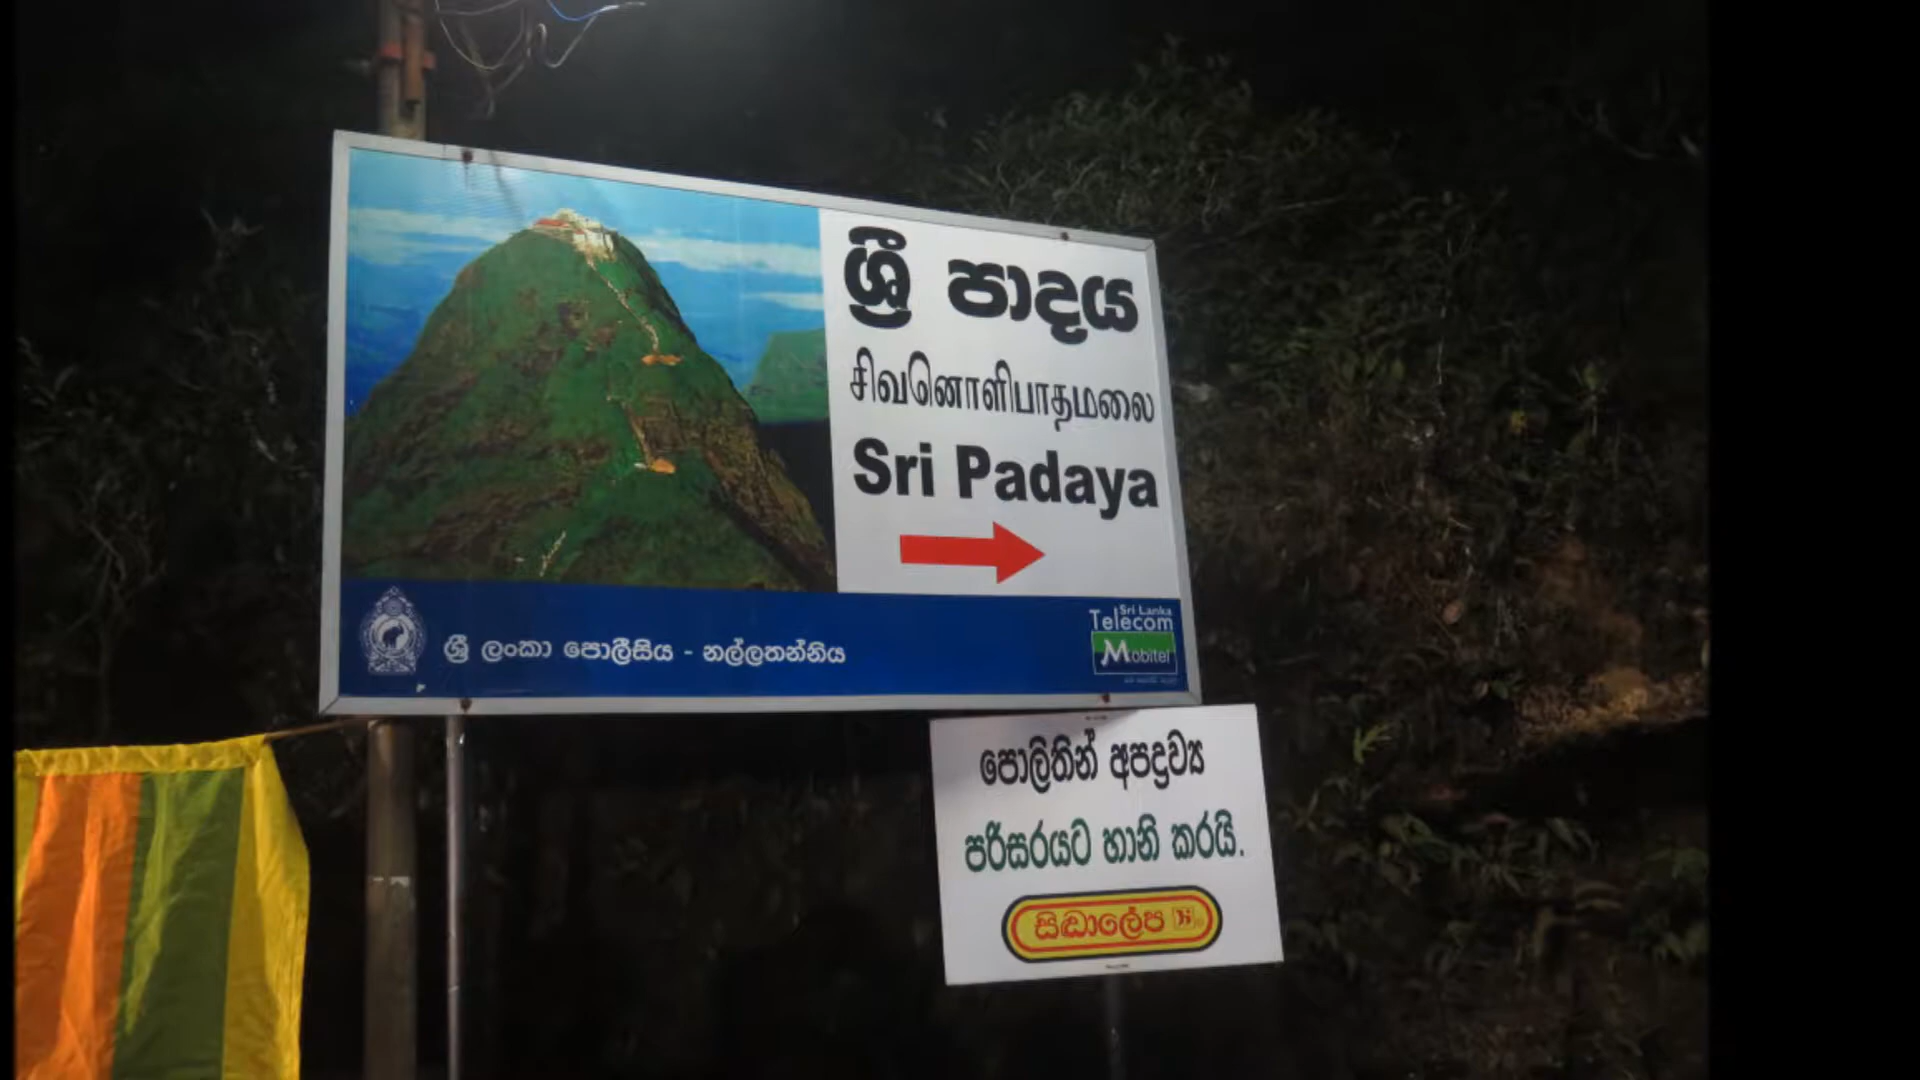 ශ්‍රී පාදය
சிவனொளிபாதமலை
Sri Padaya
ශ්‍රී ලංකා පොලීසිය - නල්ලතන්නිය
Sri Lanka
Telecom
Mobitel
පොලිතින් අපද්‍රව්‍ය
පරිසරයට හානි කරයි.
සිඬාලේප